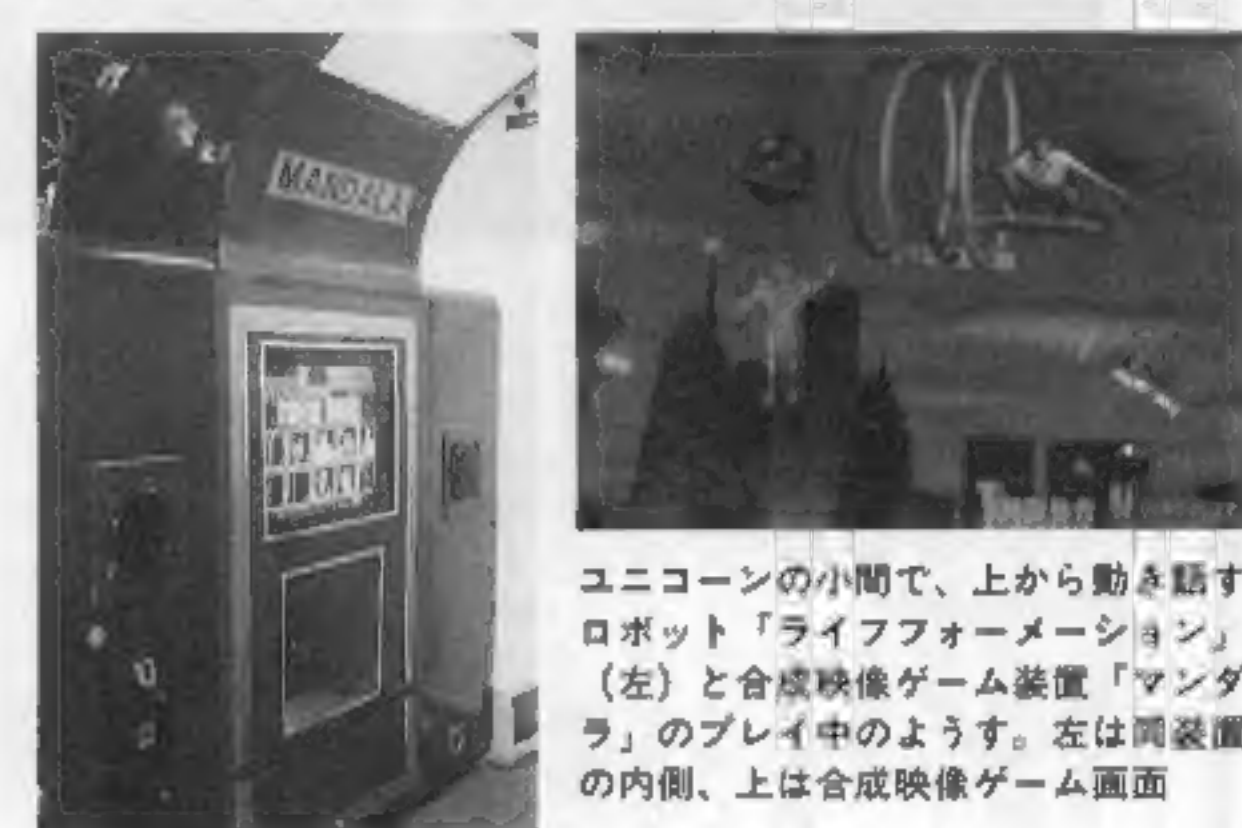 MANDALA
ユニコーンの小間で、上から動き話す
ロボット「ライフフォーメーション」
（左）と合成映像ゲーム装置「マンダ
ラ」のプレイ中のようす。左は同装置
の内側、上は合成映像ゲーム画面